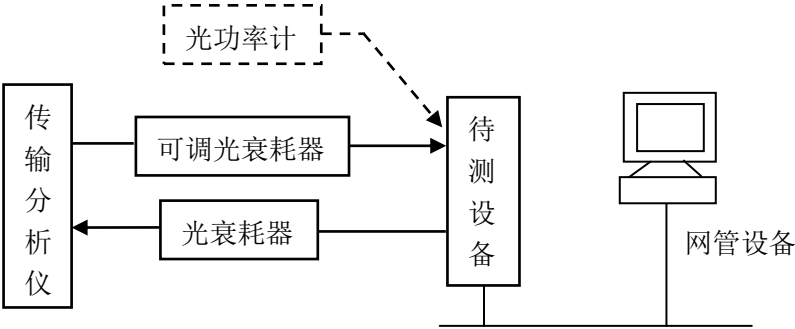 光功率计
传输分析仪
可调光衰耗器
光衰耗器
待测设备
网管设备